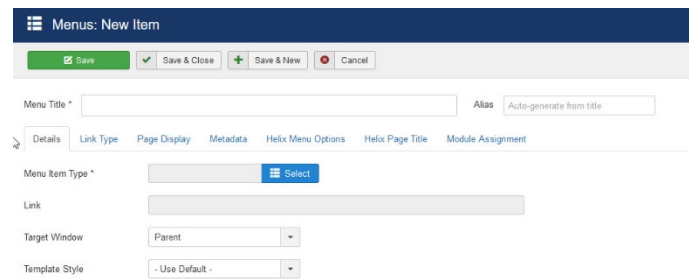 Menus: New Item
Save Save & Close Save & New Cancel
Menu Title * Alias Auto-generate from title
Details Link Type Page Display Metadata Helix Menu Options Helix Page Title Module Assignment
Menu Item Type * Select
Link
Target Window Parent
Template Style - Use Default -